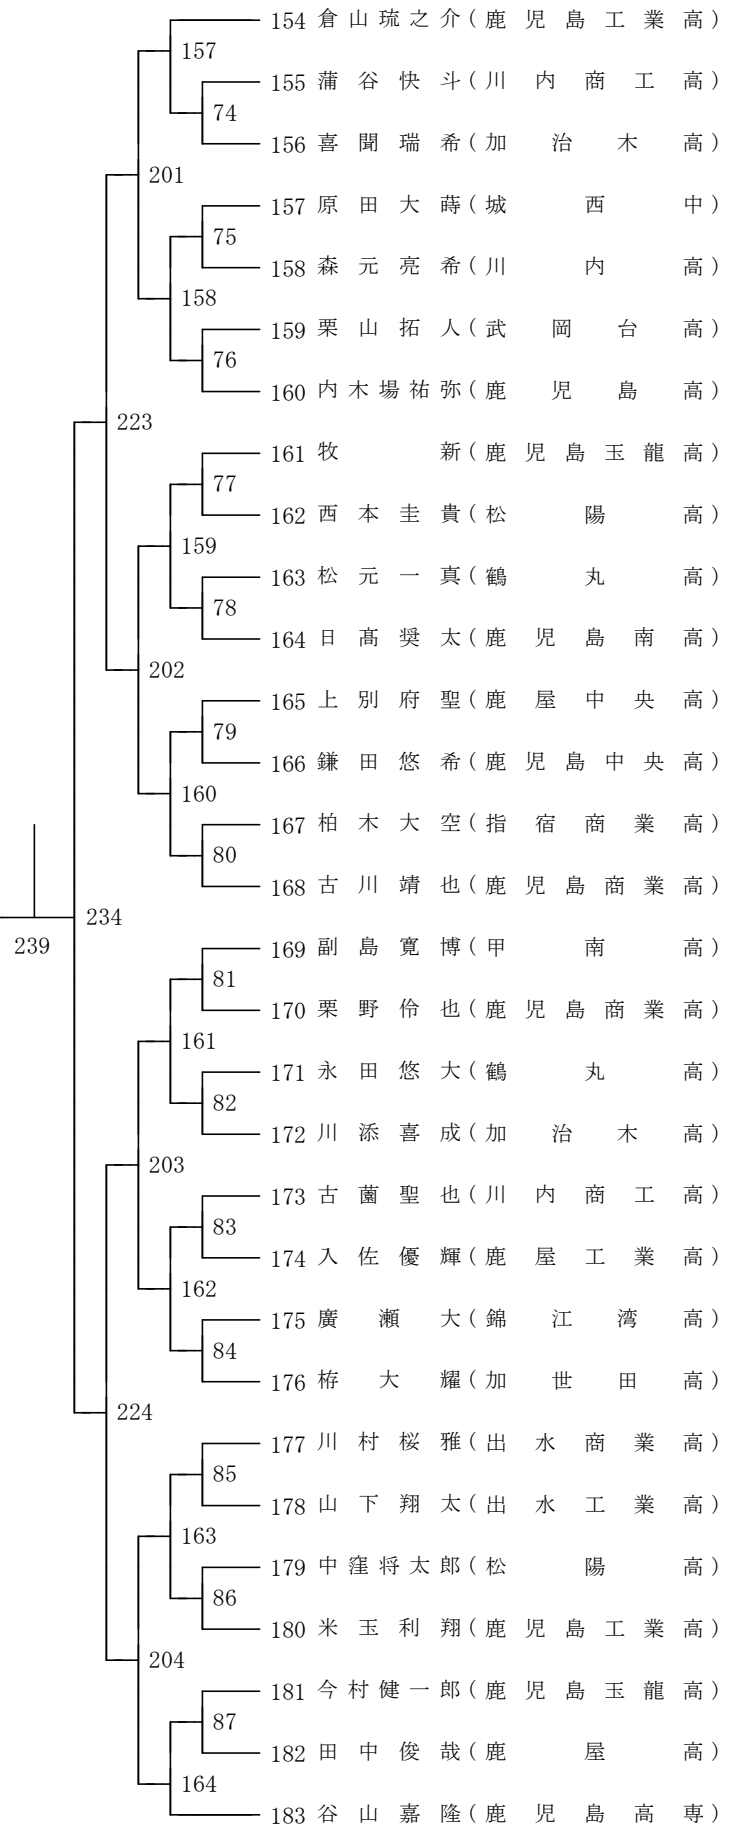 154 倉山琉之介(鹿児島工業高)
157
155 蒲谷快斗(川内商工高)
74
156 喜聞瑞希(加治木高)
201
157 原田大蒔(城西中)
75
158 森元亮希(川内高)
158
159 栗山拓人(武岡台高)
76
160 内木場祐弥(鹿児島高)
223
161 牧新(鹿児島玉龍高)
77
162 西本圭貴(松陽高)
159
163 松元一真(鶴丸高)
78
164 日髙奨太(鹿児島南高)
202
165 上別府聖(鹿屋中央高)
79
166 鎌田悠希(鹿児島中央高)
160
167 柏木大空(指宿商業高)
80
168 古川靖也(鹿児島商業高)
234
239
169 副島寛博(甲南高)
81
170 栗野伶也(鹿児島商業高)
161
171 永田悠大(鶴丸高)
82
172 川添喜成(加治木高)
203
173 古薗聖也(川内商工高)
83
174 入佐優輝(鹿屋工業高)
162
175 廣瀬大(錦江湾高)
84
176 栫大耀(加世田高)
224
177 川村桜雅(出水商業高)
85
178 山下翔太(出水工業高)
163
179 中窪将太郎(松陽高)
86
180 米玉利翔(鹿児島工業高)
204
181 今村健一郎(鹿児島玉龍高)
87
182 田中俊哉(鹿屋高)
164
183 谷山嘉隆(鹿児島高専)